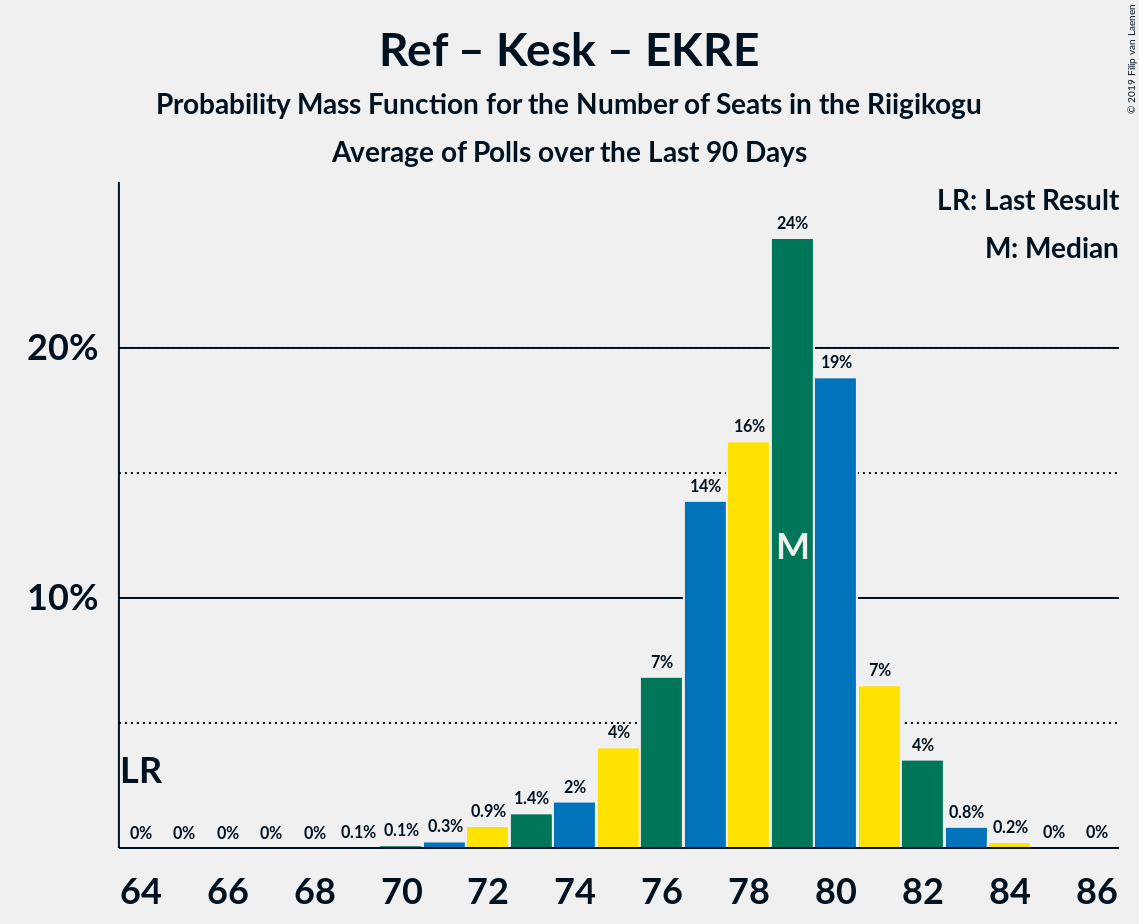 Ref – Kesk – EKRE
Probability Mass Function for the Number of Seats in the Riigikogu
Average of Polls over the Last 90 Days
© 2019 Filip van Laenen
LR: Last Result
M: Median
20%
10%
LR
M
0% 0% 0% 0% 0% 0.1% 0.1% 0.3% 0.9% 1.4% 2% 4% 7% 14% 16% 24% 19% 7% 4% 0.8% 0.2% 0% 0%
64 66 68 70 72 74 76 78 80 82 84 86